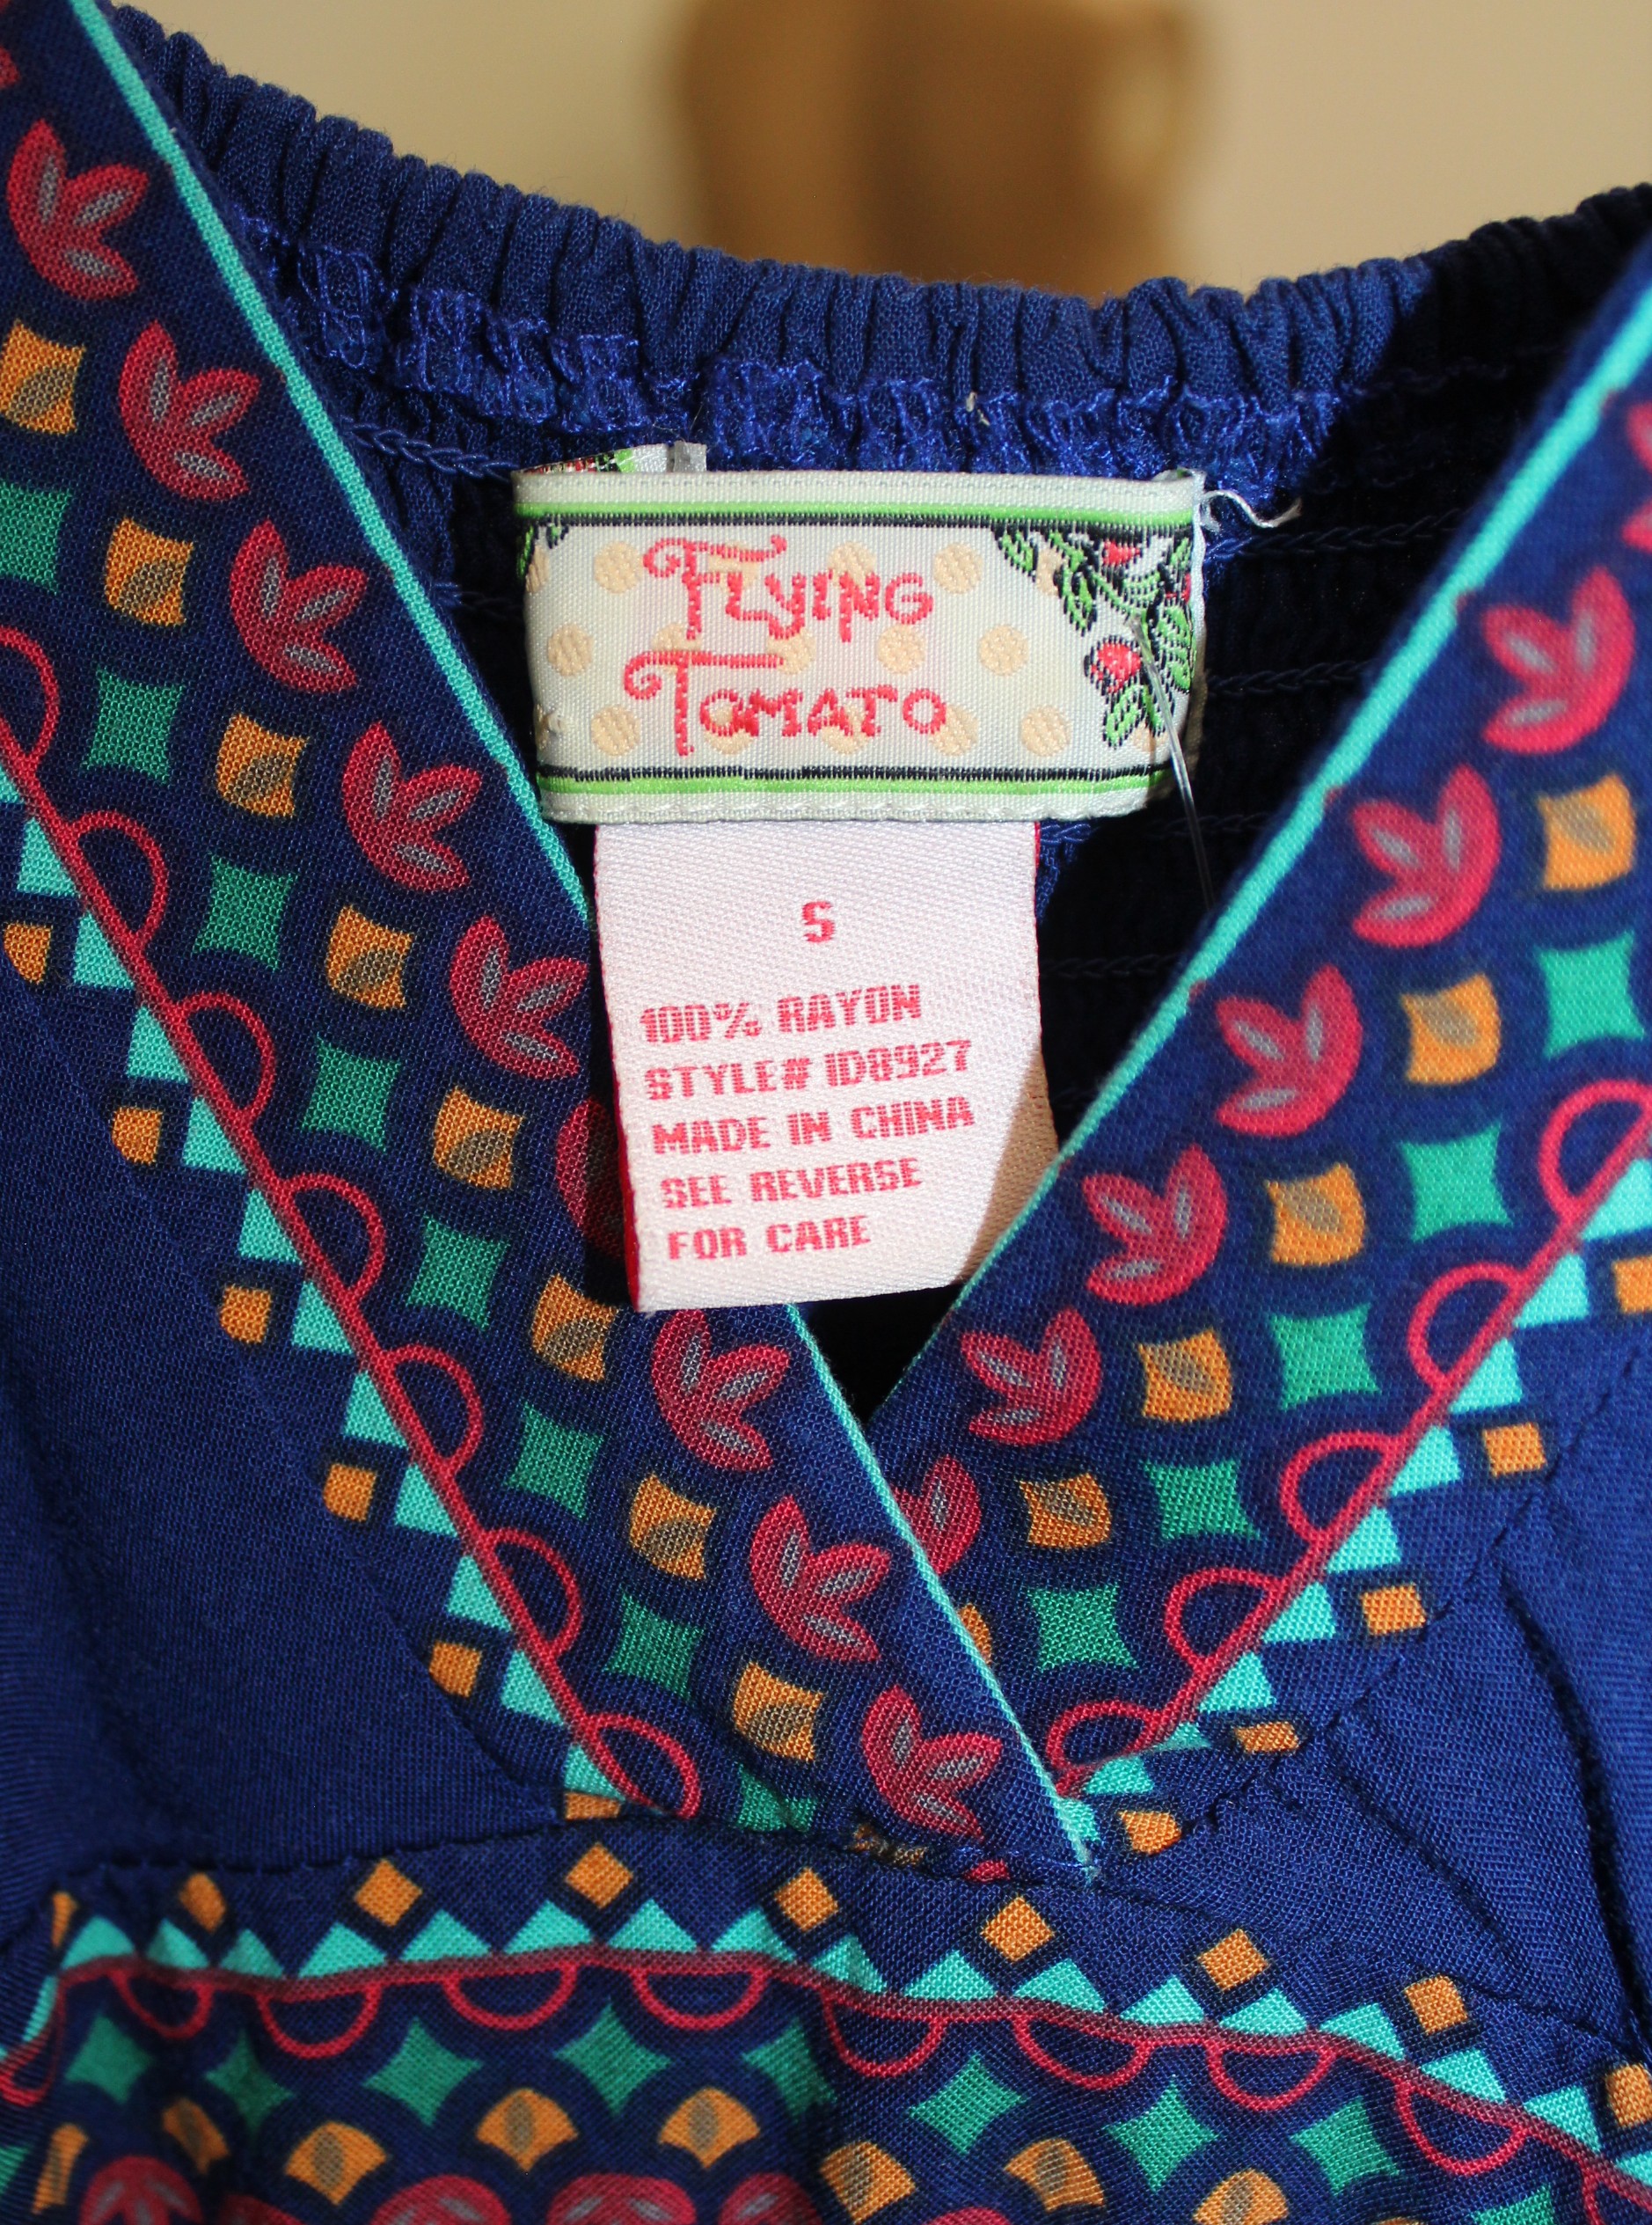 Flying
Tomato
S
100% RAYON
STYLE# ID8927
MADE IN CHINA
SEE REVERSE
FOR CARE